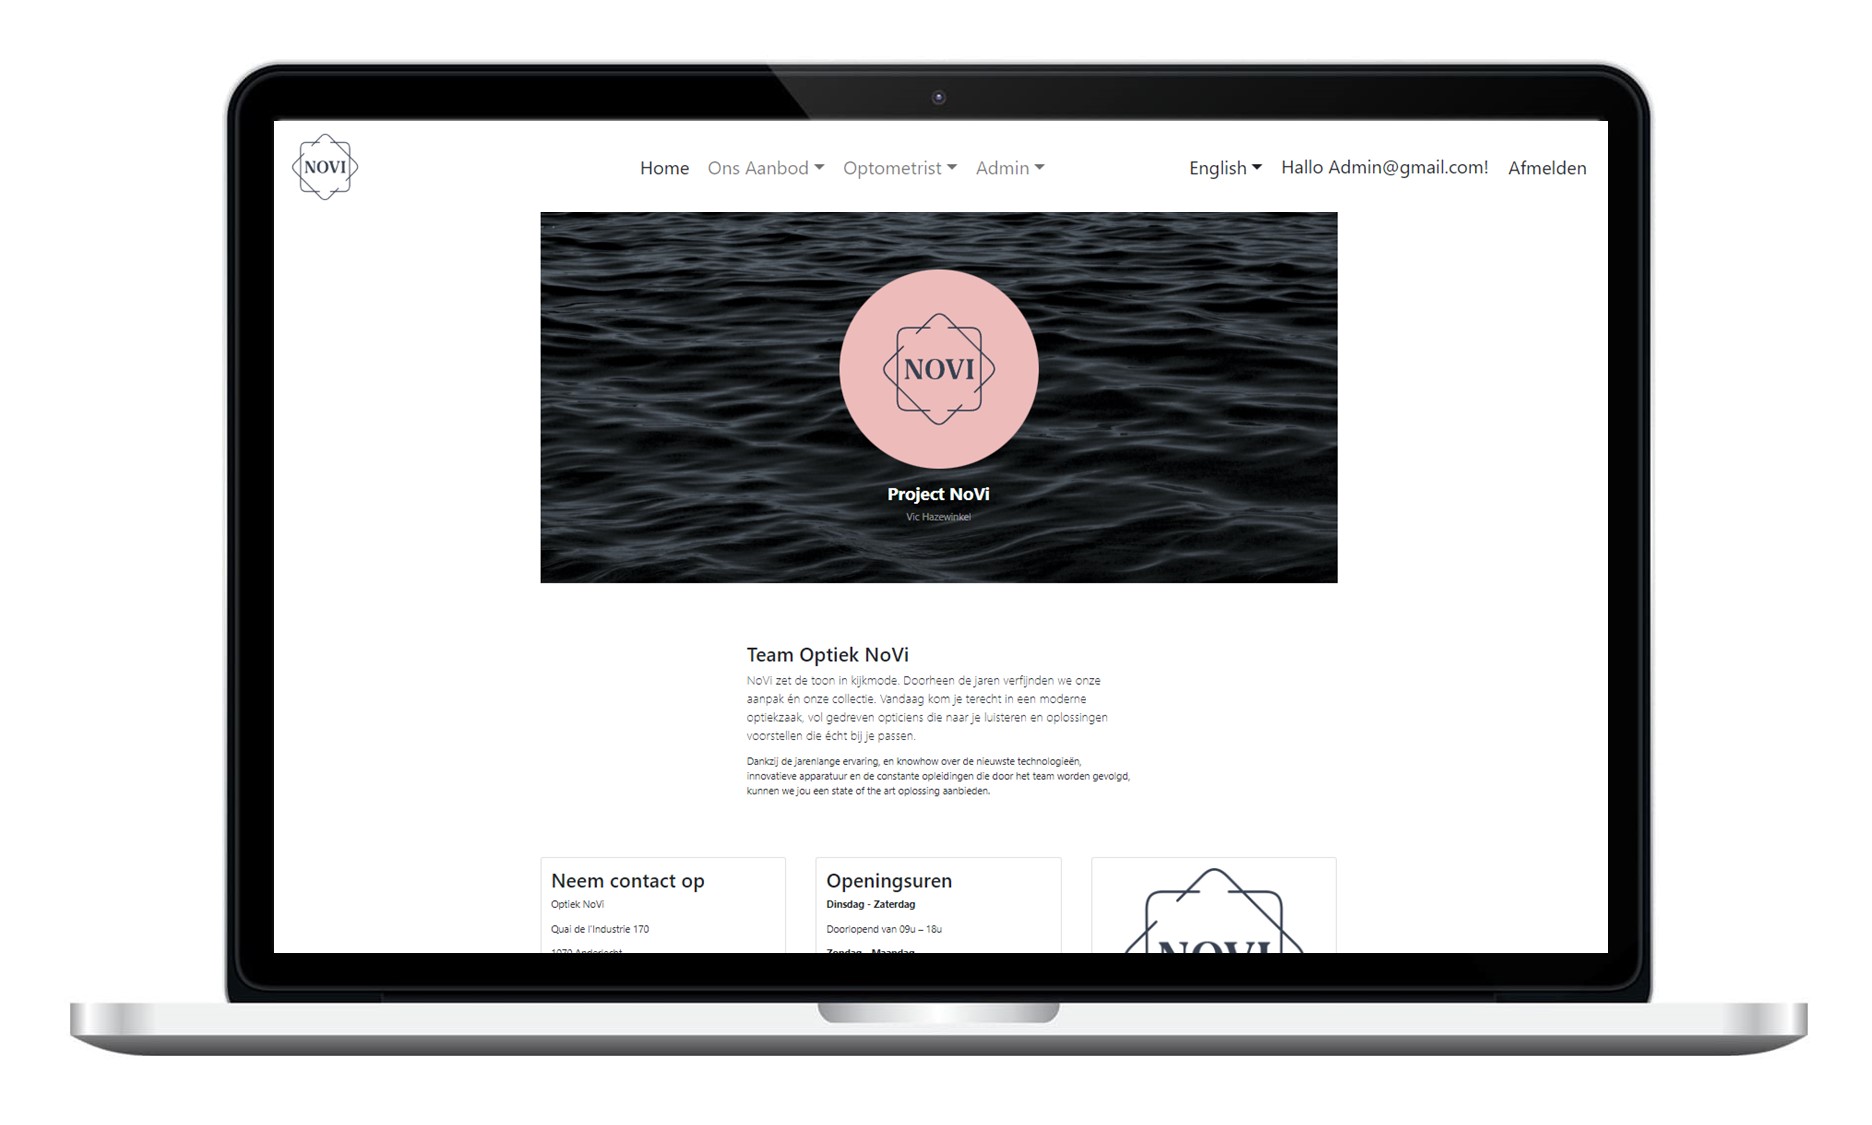 NOVI
Home Ons Aanbod Optometrist Admin English Hallo Admin@gmail.com! Afmelden
NOVI
Project NoVi
Vic Hazewinkel
Team Optiek NoVi
NoVi zet de toon in kijkmode. Doorheen de jaren verfijnden we onze
aanpak én onze collectie. Vandaag kom je terecht in een moderne
optiekzaak, vol gedreven opticiens die naar je luisteren en oplossingen
voorstellen die écht bij je passen.
Dankzij de jarenlange ervaring, en knowhow over de nieuwste technologieën,
innovatieve apparatuur en de constante opleidingen die door het team worden gevolgd,
kunnen we jou een state of the art oplossing aanbieden.
Neem contact op
Optiek NoVi
Quai de l'Industrie 170
1070 Anderlecht
Openingsuren
Dinsdag - Zaterdag
Doorlopend van 09u – 18u
Zondag - Maandag
NOVI